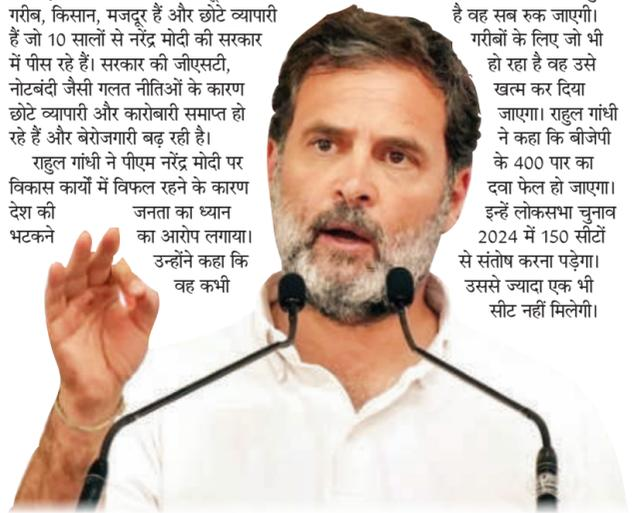 गरीब, किसान, मजदूर हैं और छोटे व्यापारी
हैं जो 10 सालों से नरेंद्र मोदी की सरकार
में पीस रहे हैं। सरकार की जीएसटी,
नोटबंदी जैसी गलत नीतिओं के कारण
छोटे व्यापारी और कारोबारी समाप्त हो
रहे हैं और बेरोजगारी बढ़ रही है।
राहुल गांधी ने पीएम नरेंद्र मोदी पर
विकास कार्यों में विफल रहने के कारण
देश की जनता का ध्यान
भटकने का आरोप लगाया।
उन्होंने कहा कि
वह कभी
है वह सब रुक जाएगी।
गरीबों के लिए जो भी
हो रहा है वह उसे
खत्म कर दिया
जाएगा। राहुल गांधी
ने कहा कि बीजेपी
के 400 पार का
दवा फेल हो जाएगा।
इन्हें लोकसभा चुनाव
2024 में 150 सीटों
से संतोष करना पड़ेगा।
उससे ज्यादा एक भी
सीट नहीं मिलेगी।